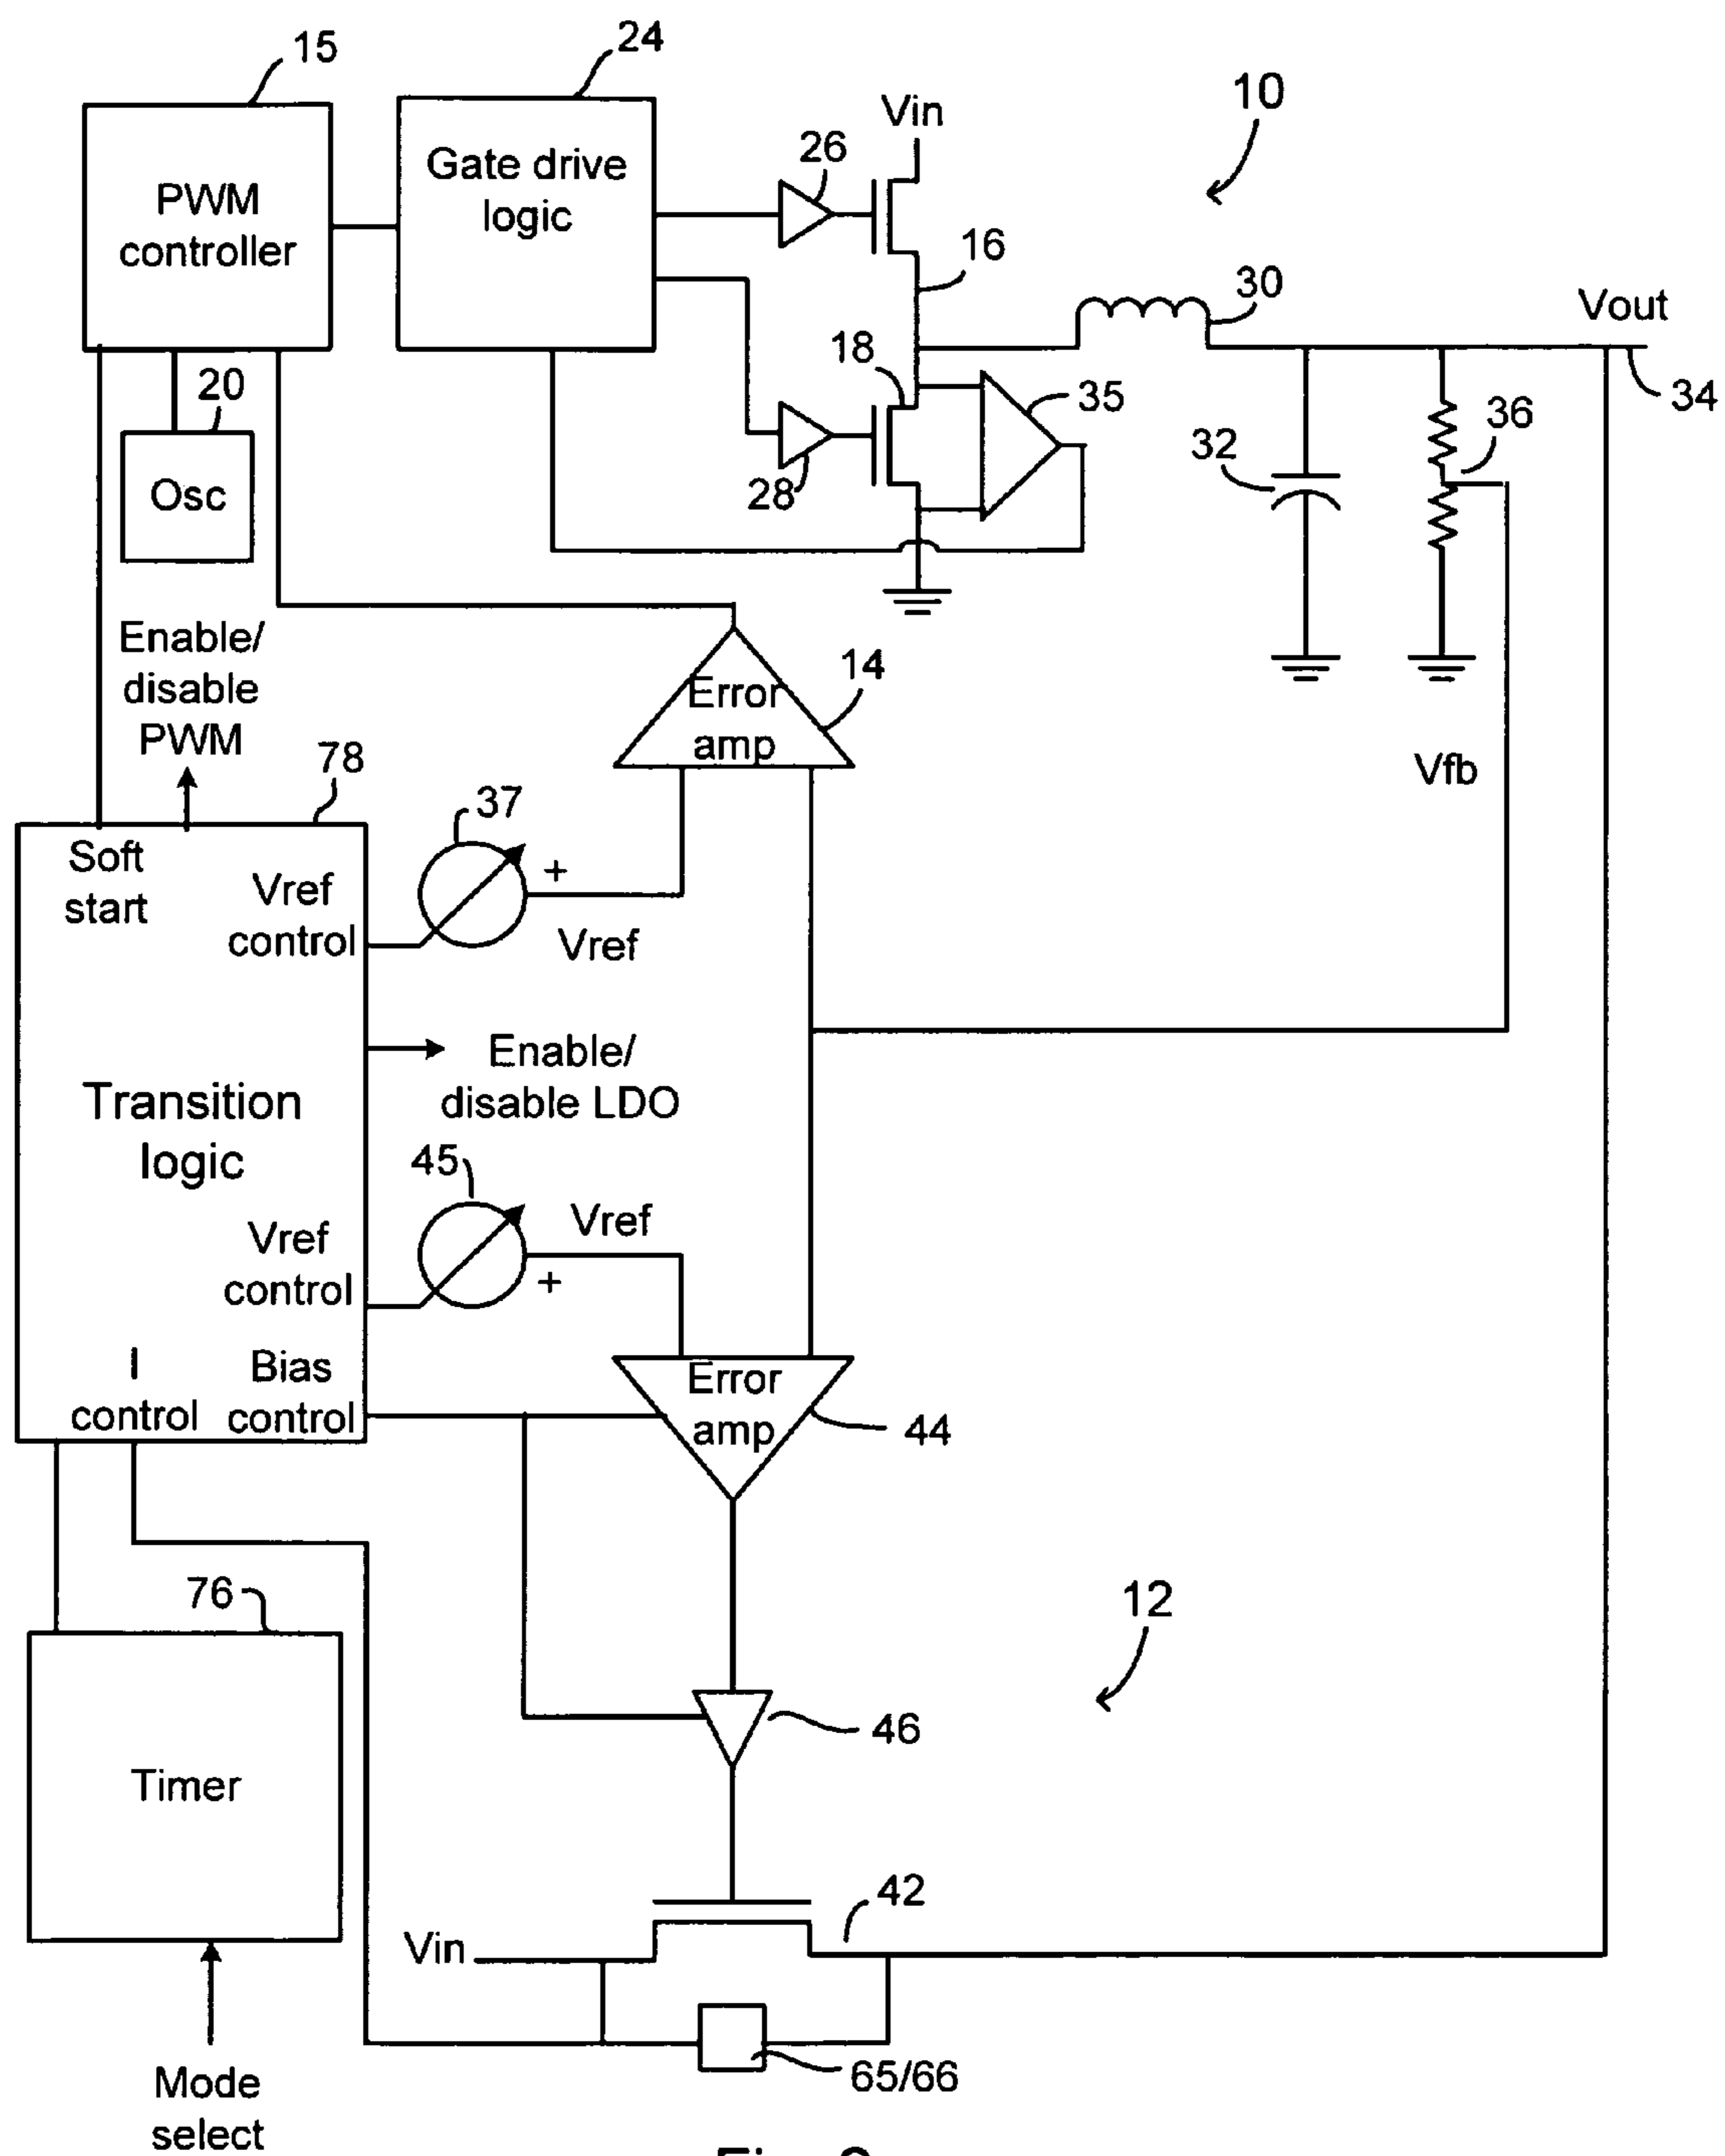 15
24
10
Vin
26
PWM
controller
Gate drive
logic
16
30
Vout
18
35
34
20
36
32
Osc
28
Enable/
disable
PWM
14
Error
amp
78
Vfb
37
Soft
start
+
Vref
control
Vref
Enable/
disable LDO
Transition
logic
45
Vref
Vref
control
+
I
control
Bias
control
Error
amp
44
76
12
46
Timer
42
Vin
65/66
Mode
select